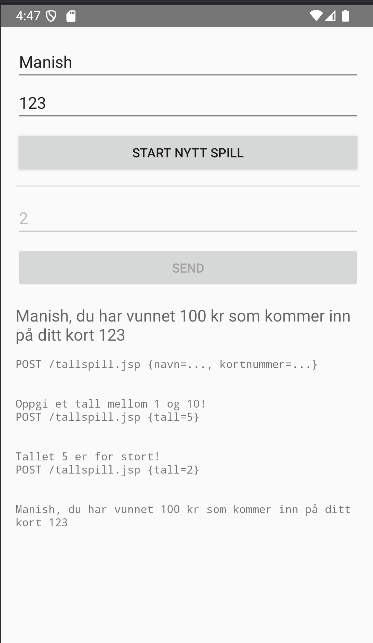 4:47
Manish
123
START NYTT SPILL
2
SEND
Manish, du har vunnet 100 kr som kommer inn
på ditt kort 123
POST /tallspill.jsp {navn=..., kortnummer=...}
Oppgi et tall mellom 1 og 10!
POST /tallspill.jsp {tall=5}
Tallet 5 er for stort!
POST /tallspill.jsp {tall=2}
Manish, du har vunnet 100 kr som kommer inn på ditt
kort 123